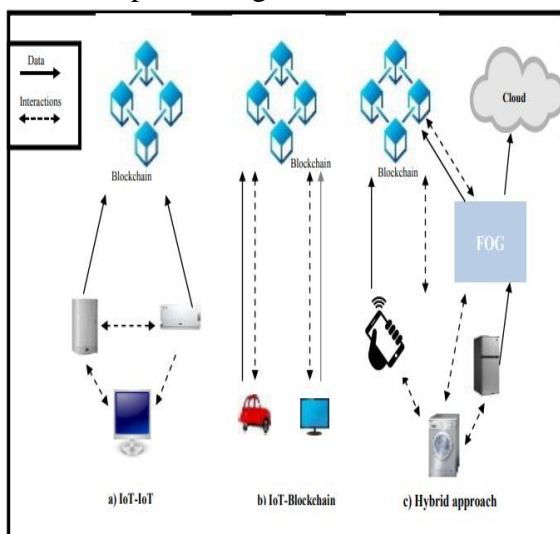 Data
Interactions
Blockchain
Blockchain
Blockchain
Cloud
FOG
a) IoT-IoT
b) IoT-Blockchain
c) Hybrid approach